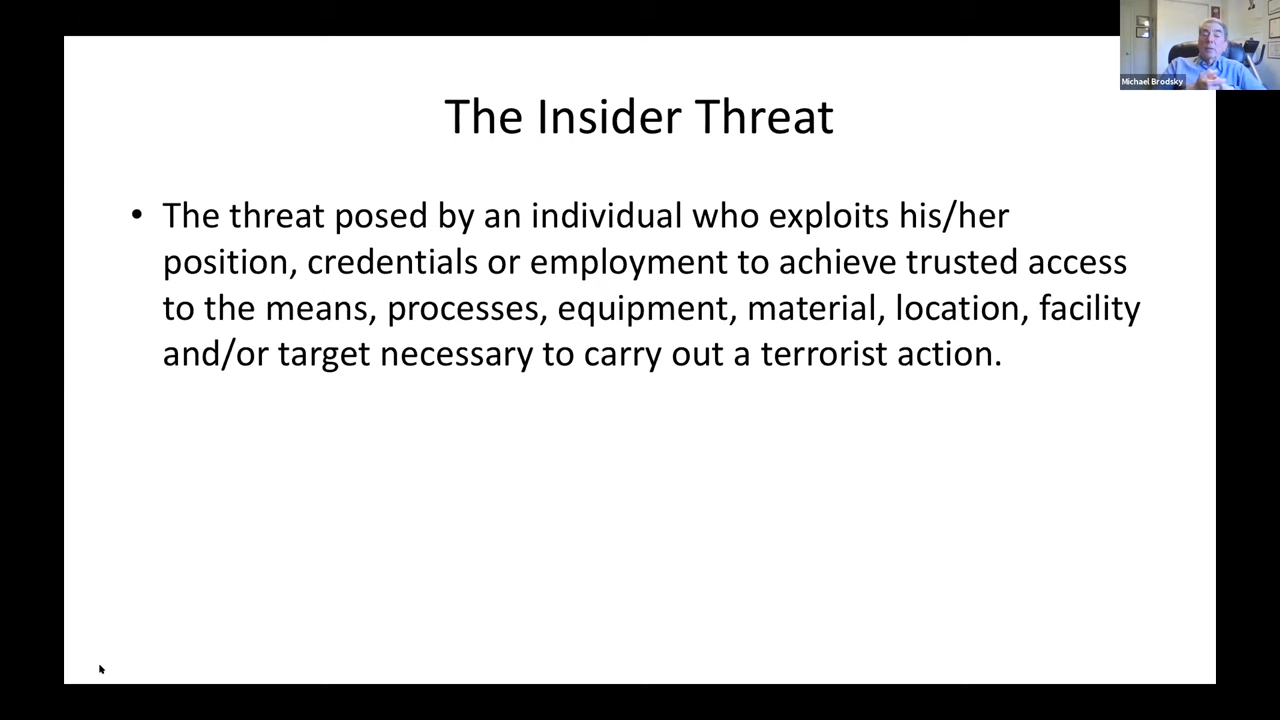 Michael Brodsky
The Insider Threat
• The threat posed by an individual who exploits his/her
position, credentials or employment to achieve trusted access
to the means, processes, equipment, material, location, facility
and/or target necessary to carry out a terrorist action.